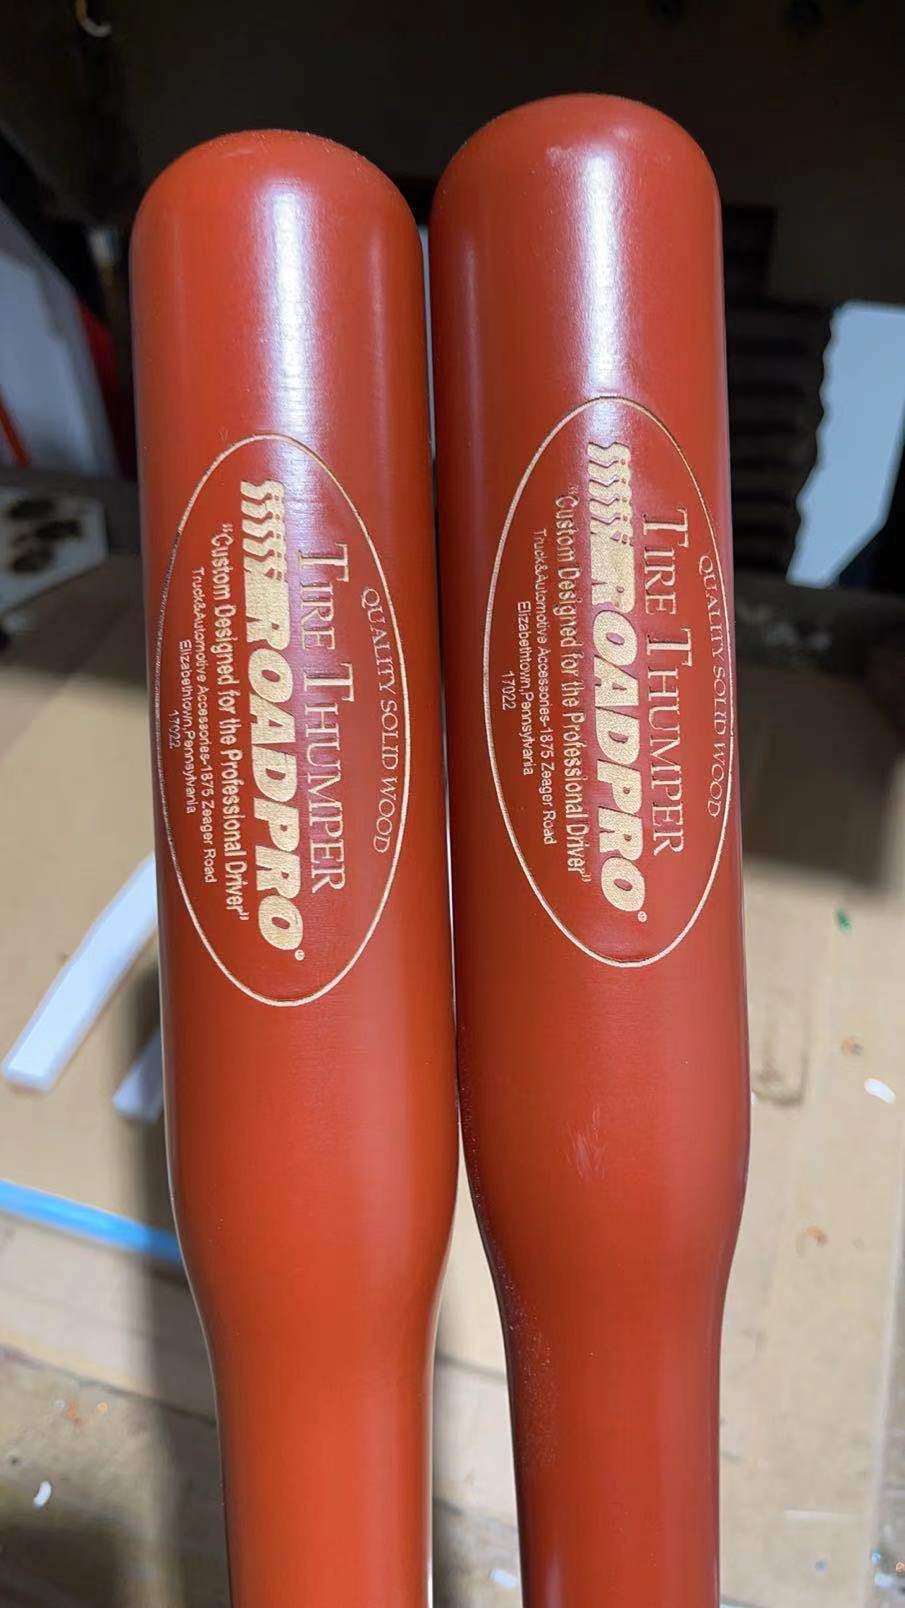 QUALITY SOLID WOOD
TIRE THUMPER
ROADPRO®
"Custom Designed for the Professional Driver"
Truck&Automotive Accessories-1875 Zeager Road
Elizabethtown,Pennsylvania
17022
QUALITY SOLID WOOD
TIRE THUMPER
ROADPRO®
"Custom Designed for the Professional Driver"
Truck&Automotive Accessories-1875 Zeager Road
Elizabethtown,Pennsylvania
17022